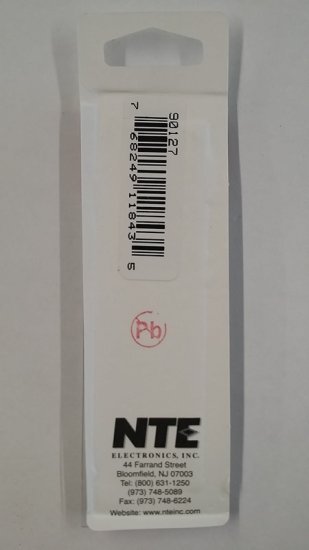 90127
7 68249 11843 5
Pb
NTE
ELECTRONICS, INC.
44 Farrand Street
Bloomfield, NJ 07003
Tel: (800) 631-1250
(973) 748-5089
Fax: (973) 748-6224
Website: www.nteinc.com